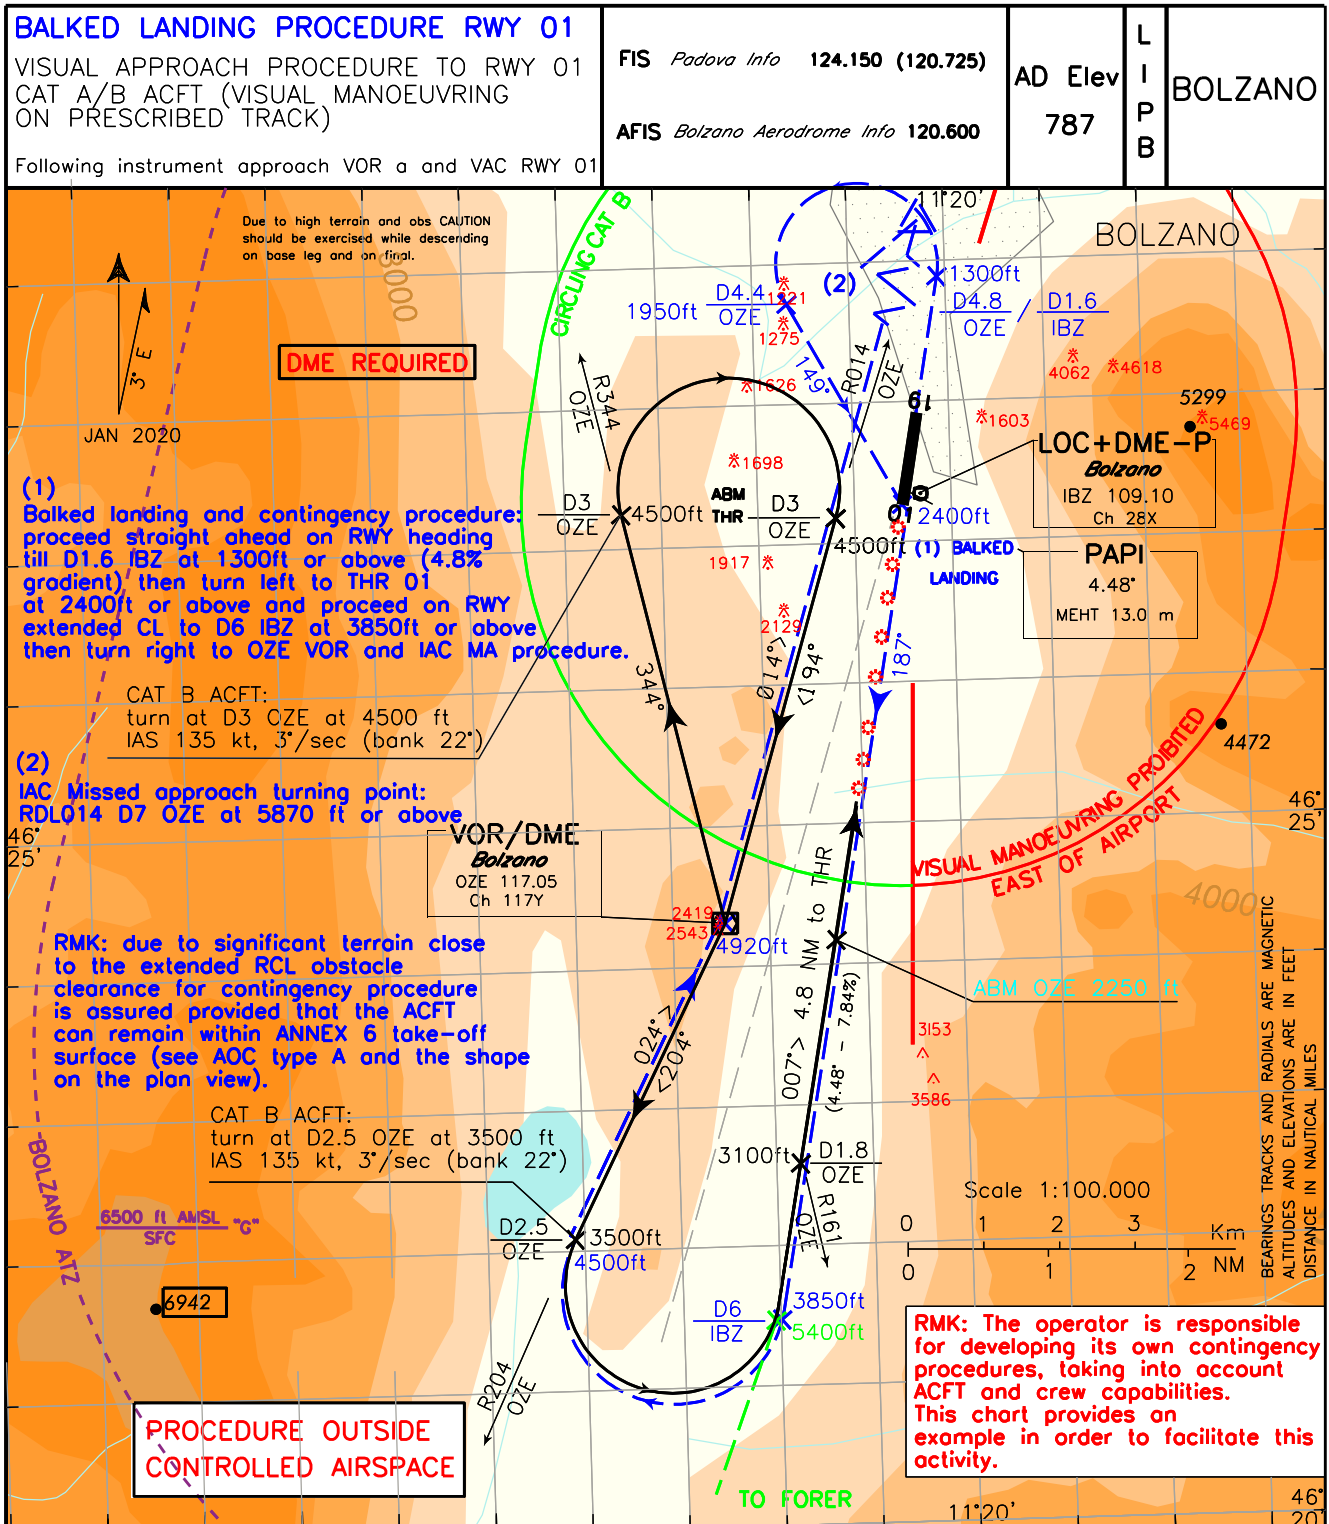 BALKED LANDING PROCEDURE RWY 01
VISUAL APPROACH PROCEDURE TO RWY 01
CAT A/B ACFT (VISUAL MANOEUVRING
ON PRESCRIBED TRACK)
Following instrument approach VOR a and VAC RWY 01
FIS Padova Info 124.150 (120.725)
AFIS Bolzano Aerodrome Info 120.600
AD Elev
787
L
I
P
B
BOLZANO
Due to high terrain and obs CAUTION
should be exercised while descending
on base leg and on final.
3000
CIRCLING CAT B
11°20'
BOLZANO
3° E
JAN 2020
DME REQUIRED
1950ft
D4.4
OZE
1321
1275
(2)
1300ft
D4.8
OZE
/
D1.6
IBZ
149°
R014
OZE
R344
OZE
1626
4062
4618
5299
5469
1603
19
LOC+DME-P
Bolzano
IBZ 109.10
Ch 28X
1698
ABM
THR
D3
OZE
4500ft
D3
OZE
4500ft
01
2400ft
(1) BALKED
LANDING
PAPI
4.48°
MEHT 13.0 m
1917
2129
(1)
Balked landing and contingency procedure:
proceed straight ahead on RWY heading
till D1.6 IBZ at 1300ft or above (4.8%
gradient) then turn left to THR 01
at 2400ft or above and proceed on RWY
extended CL to D6 IBZ at 3850ft or above
then turn right to OZE VOR and IAC MA procedure.
344°
014°>
<194°
187°
CAT B ACFT:
turn at D3 OZE at 4500 ft
IAS 135 kt, 3°/sec (bank 22°)
(2)
IAC Missed approach turning point:
RDL014 D7 OZE at 5870 ft or above
4472
46°
25'
46°
25'
VISUAL MANOEUVRING PROIBITED
EAST OF AIRPORT
VOR/DME
Bolzano
OZE 117.05
Ch 117Y
2419
2543
4920ft
4000
RMK: due to significant terrain close
to the extended RCL obstacle
clearance for contingency procedure
is assured provided that the ACFT
can remain within ANNEX 6 take-off
surface (see AOC type A and the shape
on the plan view).
ABM OZE 2250 ft
007°> 4.8 NM to THR
(4.48° - 7.84%)
024°>
<204°
3153
3586
CAT B ACFT:
turn at D2.5 OZE at 3500 ft
IAS 135 kt, 3°/sec (bank 22°)
3100ft
D1.8
OZE
R161
OZE
BOLZANO ATZ
6500 ft AMSL
SFC
"G"
D2.5
OZE
3500ft
4500ft
Scale 1:100.000
0 1 2 3 Km
0 1 2 NM
BEARINGS TRACKS AND RADIALS ARE MAGNETIC
ALTITUDES AND ELEVATIONS ARE IN FEET
DISTANCE IN NAUTICAL MILES
6942
D6
IBZ
3850ft
5400ft
R204
OZE
RMK: The operator is responsible
for developing its own contingency
procedures, taking into account
ACFT and crew capabilities.
This chart provides an
example in order to facilitate this
activity.
PROCEDURE OUTSIDE
CONTROLLED AIRSPACE
TO FORER
11°20'
46°
20'